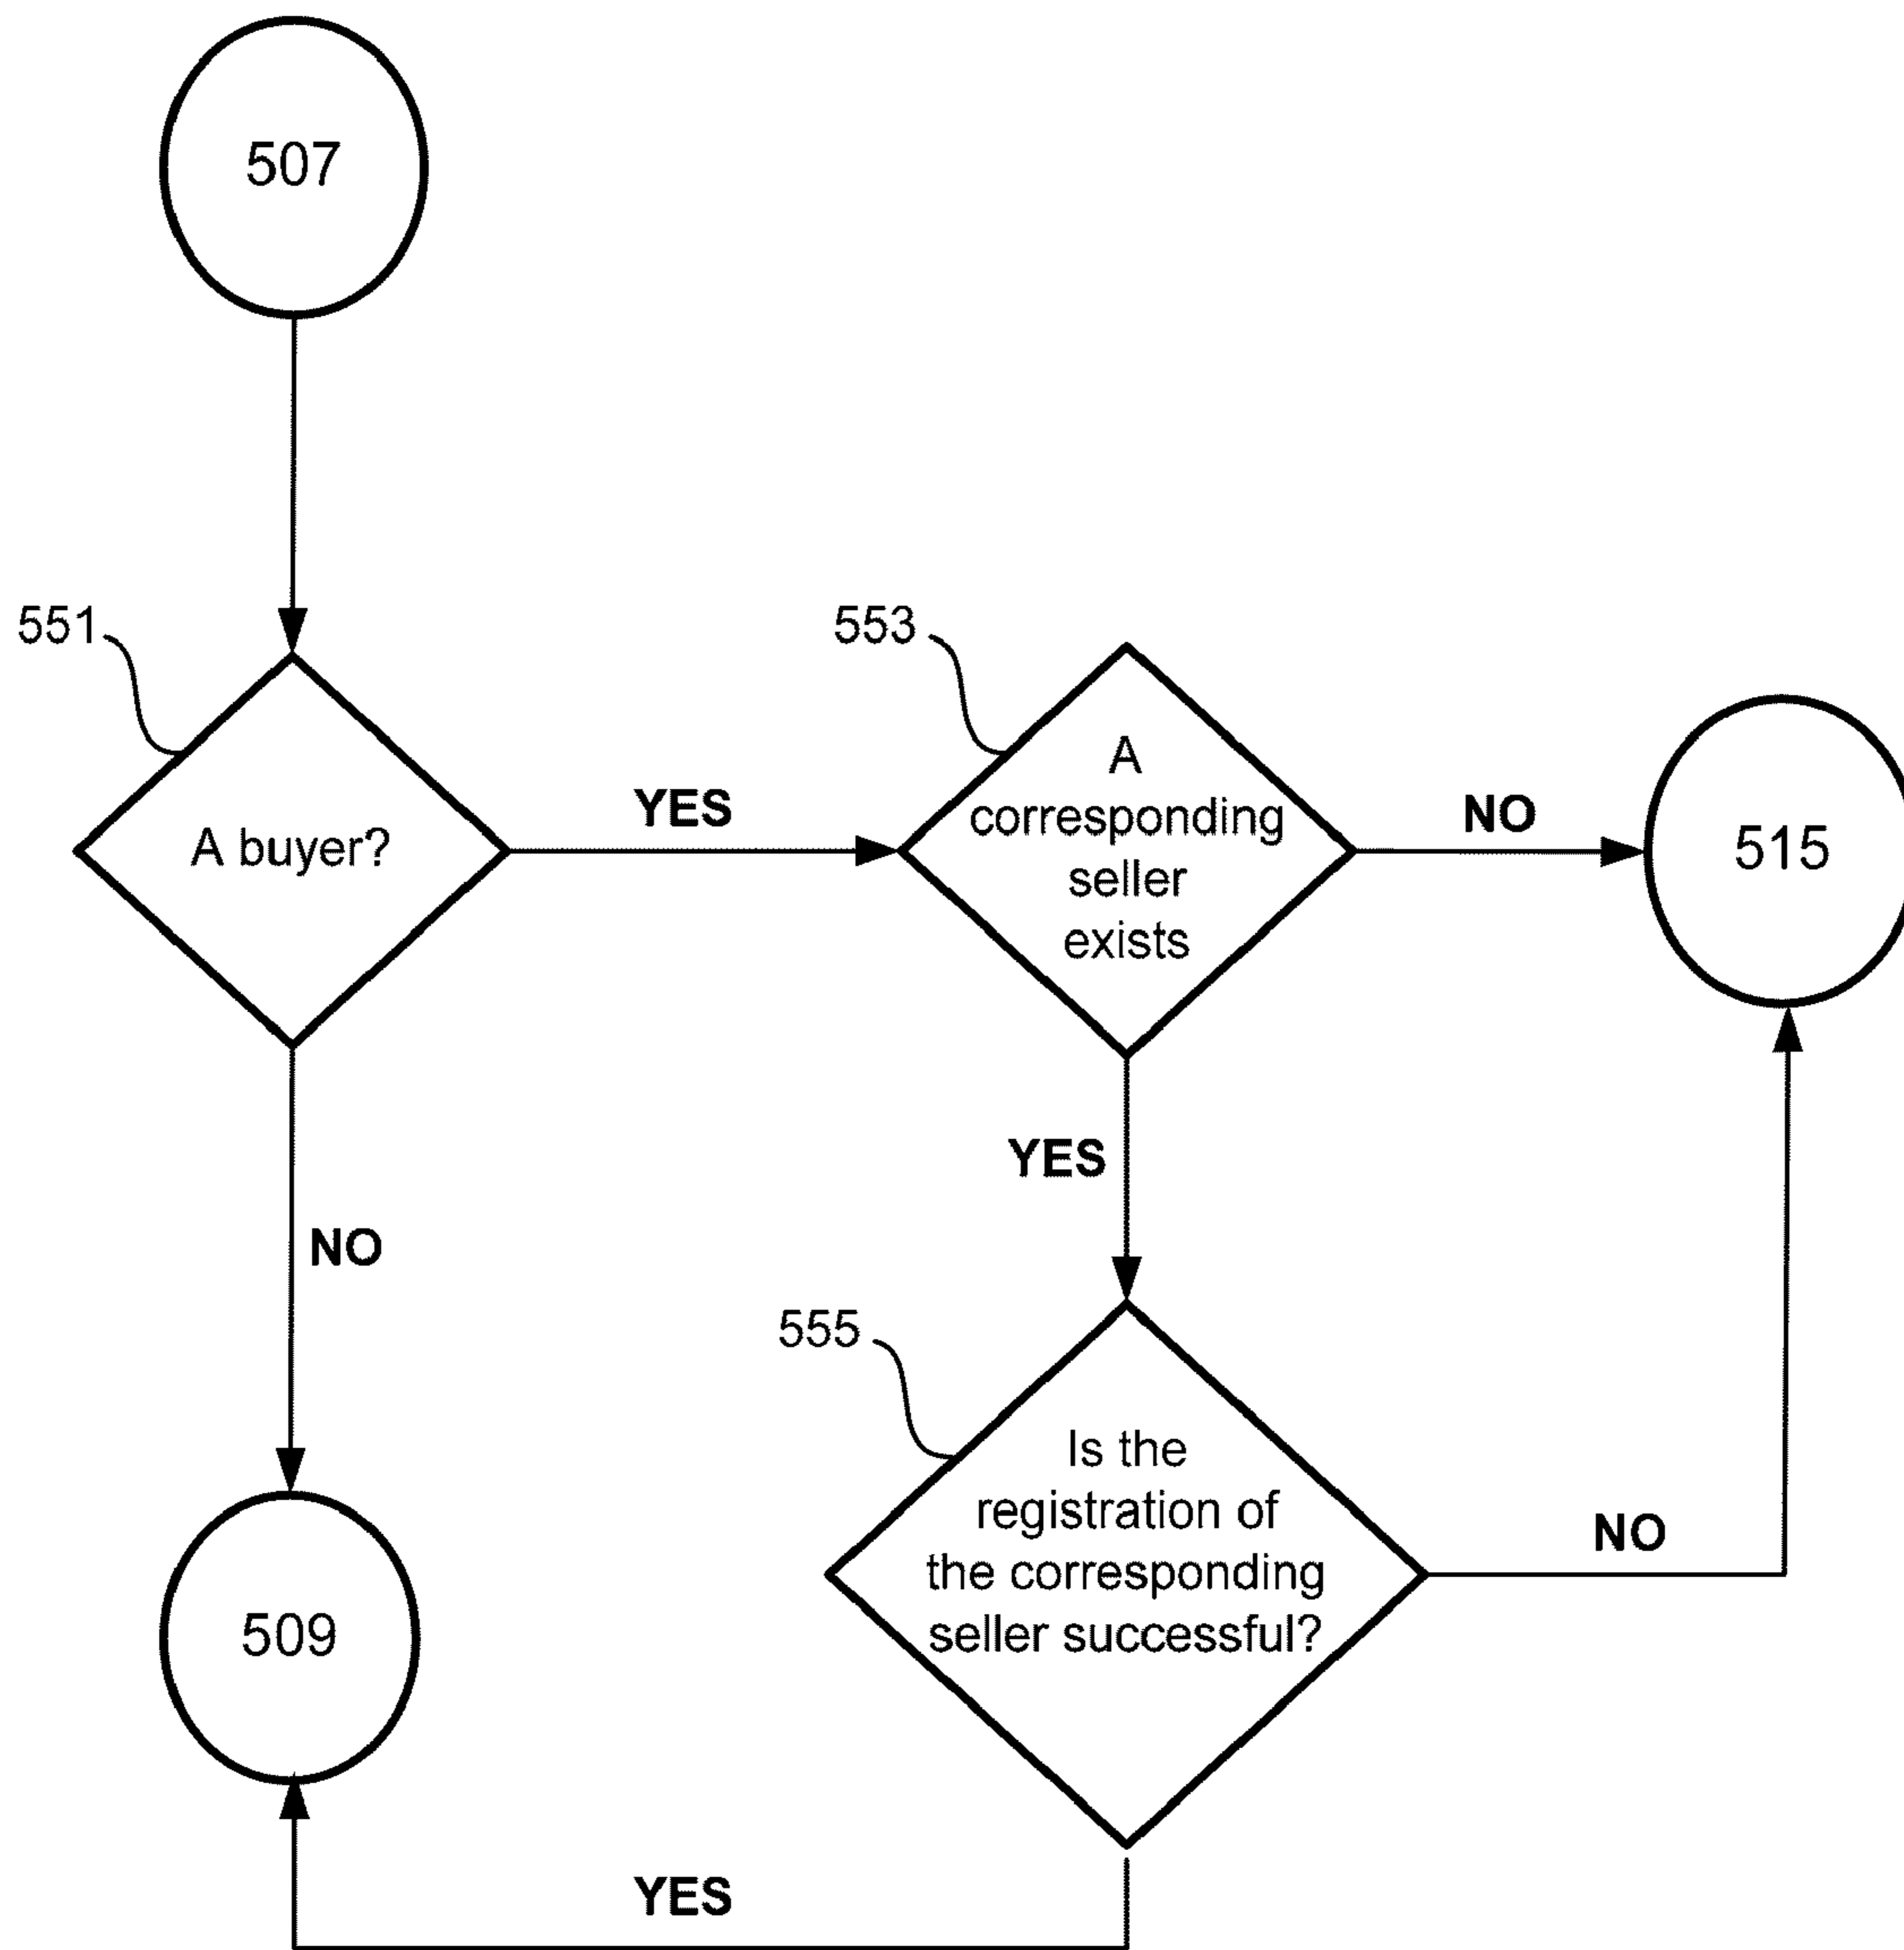 507
551
A buyer?
YES
553
A
corresponding
seller
exists
NO
515
YES
NO
555
Is the
registration of
the corresponding
seller successful?
NO
509
YES